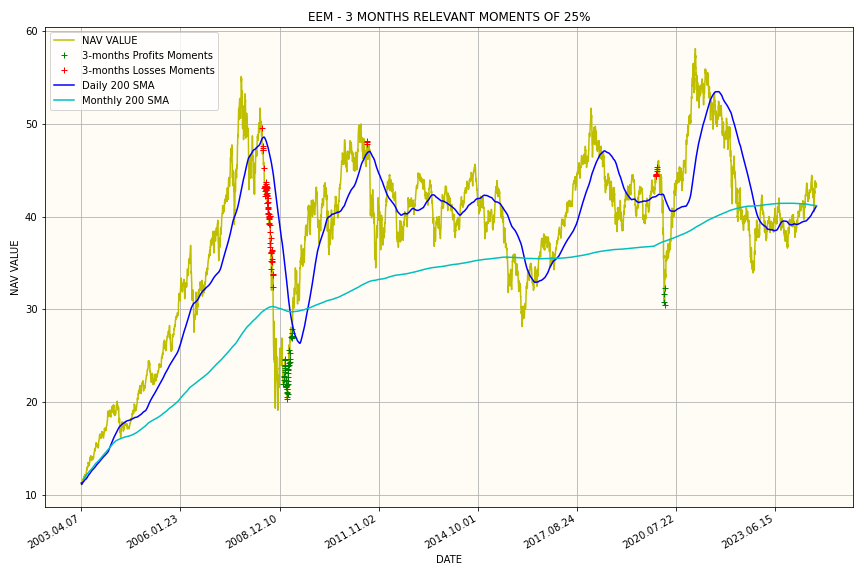 EEM - 3 MONTHS RELEVANT MOMENTS OF 25%
NAV VALUE
3-months Profits Moments
3-months Losses Moments
Daily 200 SMA
Monthly 200 SMA
60
50
40
30
20
10
NAV VALUE
2003.04.07
2006.01.23
2008.12.10
2011.11.02
2014.10.01
2017.08.24
2020.07.22
2023.06.15
DATE